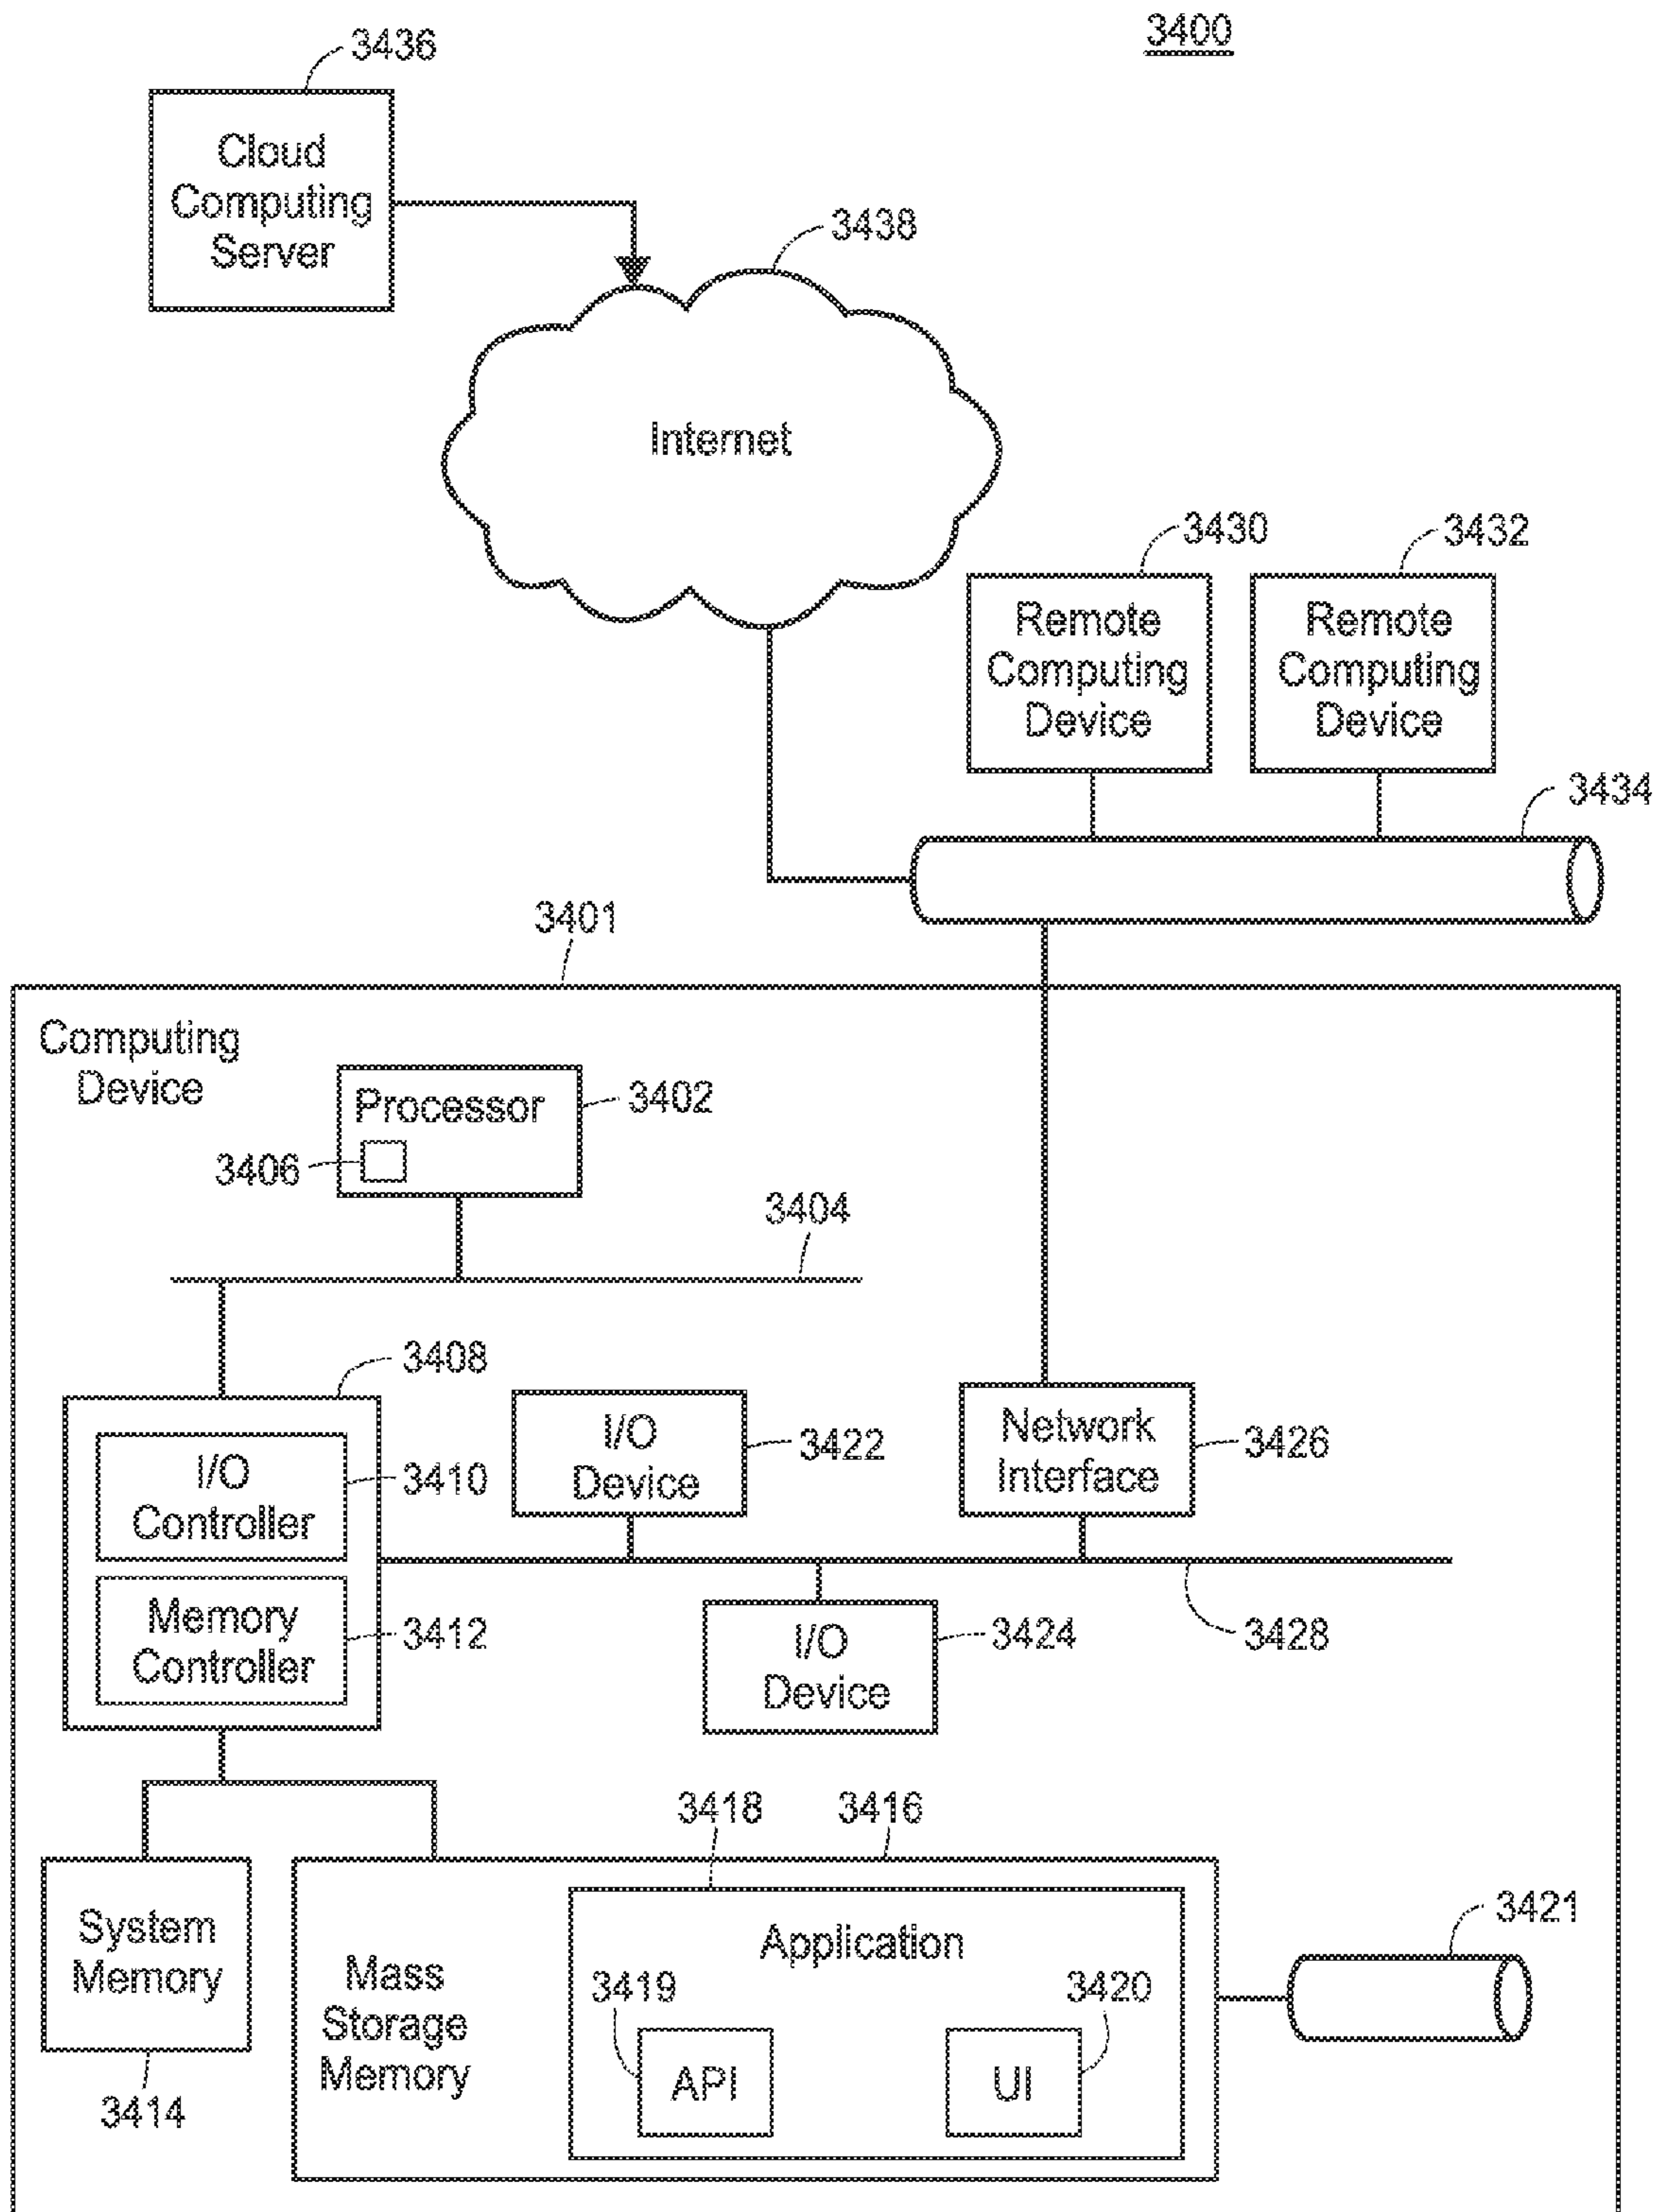 3400
3436
Cloud
Computing
Server
3438
Internet
3430
3432
Remote
Computing
Device
Remote
Computing
Device
3434
3401
Computing
Device
Processor
3402
3406
3404
3408
I/O
Controller
3410
Memory
Controller
3412
I/O
Device
3422
Network
Interface
3426
I/O
Device
3424
3428
3418
3416
System
Memory
3414
Mass
Storage
Memory
Application
3419
API
3420
UI
3421